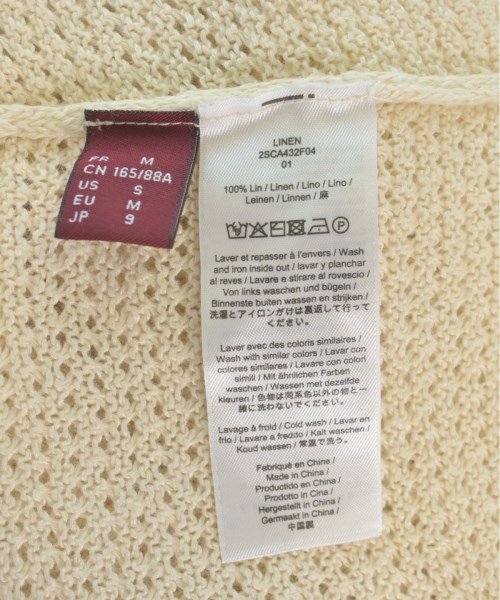 FR M
CN 165/88A
US S
EU M
JP 9
LINEN
2SCA432F04
01
100% Lin / Linen / Lino / Lino /
Leinen / Linnen / 麻
Laver et repasser à l'envers / Wash
and iron inside out / lavar y planchar
al reves / Lavare e stirare al rovescio /
Von links waschen und bügeln /
Binnenste buiten wassen en strijken /
洗濯とアイロンがけは裏返して行って
ください。
Laver avec des coloris similaires /
Wash with similar colors / Lavar con
colores similares / Lavare con colori
simili / Mit ähnlichen Farben
waschen / Wassen met dezelfde
kleuren / 色物は同系色以外の物と一
緒に洗わないでください。
Lavage à froid / Cold wash / Lavar en
frio / Lavare a freddo / Kalt waschen /
Koud wassen / 常温で洗う。
Fabriqué en Chine /
Made in China /
Producido en China /
Prodotto in Cina /
Hergestellt in China /
Germaakt in China /
中国製